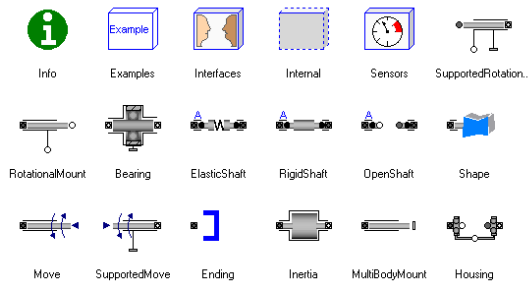 Example
Info
Examples
Interfaces
Internal
Sensors
SupportedRotation..
A
A
A
RotationalMount
Bearing
ElasticShaft
RigidShaft
OpenShaft
Shape
Move
SupportedMove
Ending
Inertia
MultiBodyMount
Housing